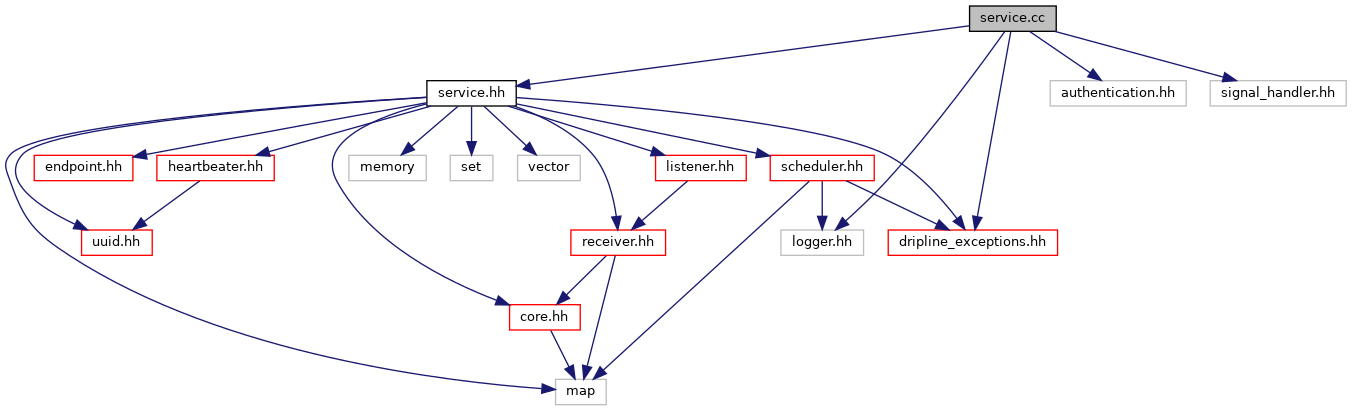 service.cc
service.hh
authentication.hh
signal_handler.hh
endpoint.hh
heartbeater.hh
memory
set
vector
listener.hh
scheduler.hh
uuid.hh
receiver.hh
logger.hh
dripline_exceptions.hh
core.hh
map